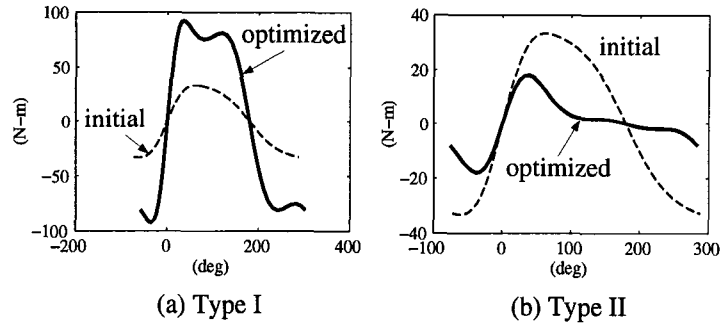 100
50
0
-50
-100
(N-m)
optimized
initial
-200
0
200
400
(deg)
(a) Type I
40
20
0
-20
-40
(N-m)
initial
optimized
-100
0
100
200
300
(deg)
(b) Type II